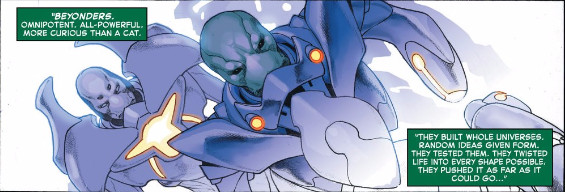 "BEYONDERS.
OMNIPOTENT. ALL-POWERFUL.
MORE CURIOUS THAN A CAT.
"THEY BUILT WHOLE UNIVERSES.
RANDOM IDEAS GIVEN FORM.
THEY TESTED THEM. THEY TWISTED
LIFE INTO EVERY SHAPE POSSIBLE.
THEY PUSHED IT AS FAR AS IT
COULD GO..."